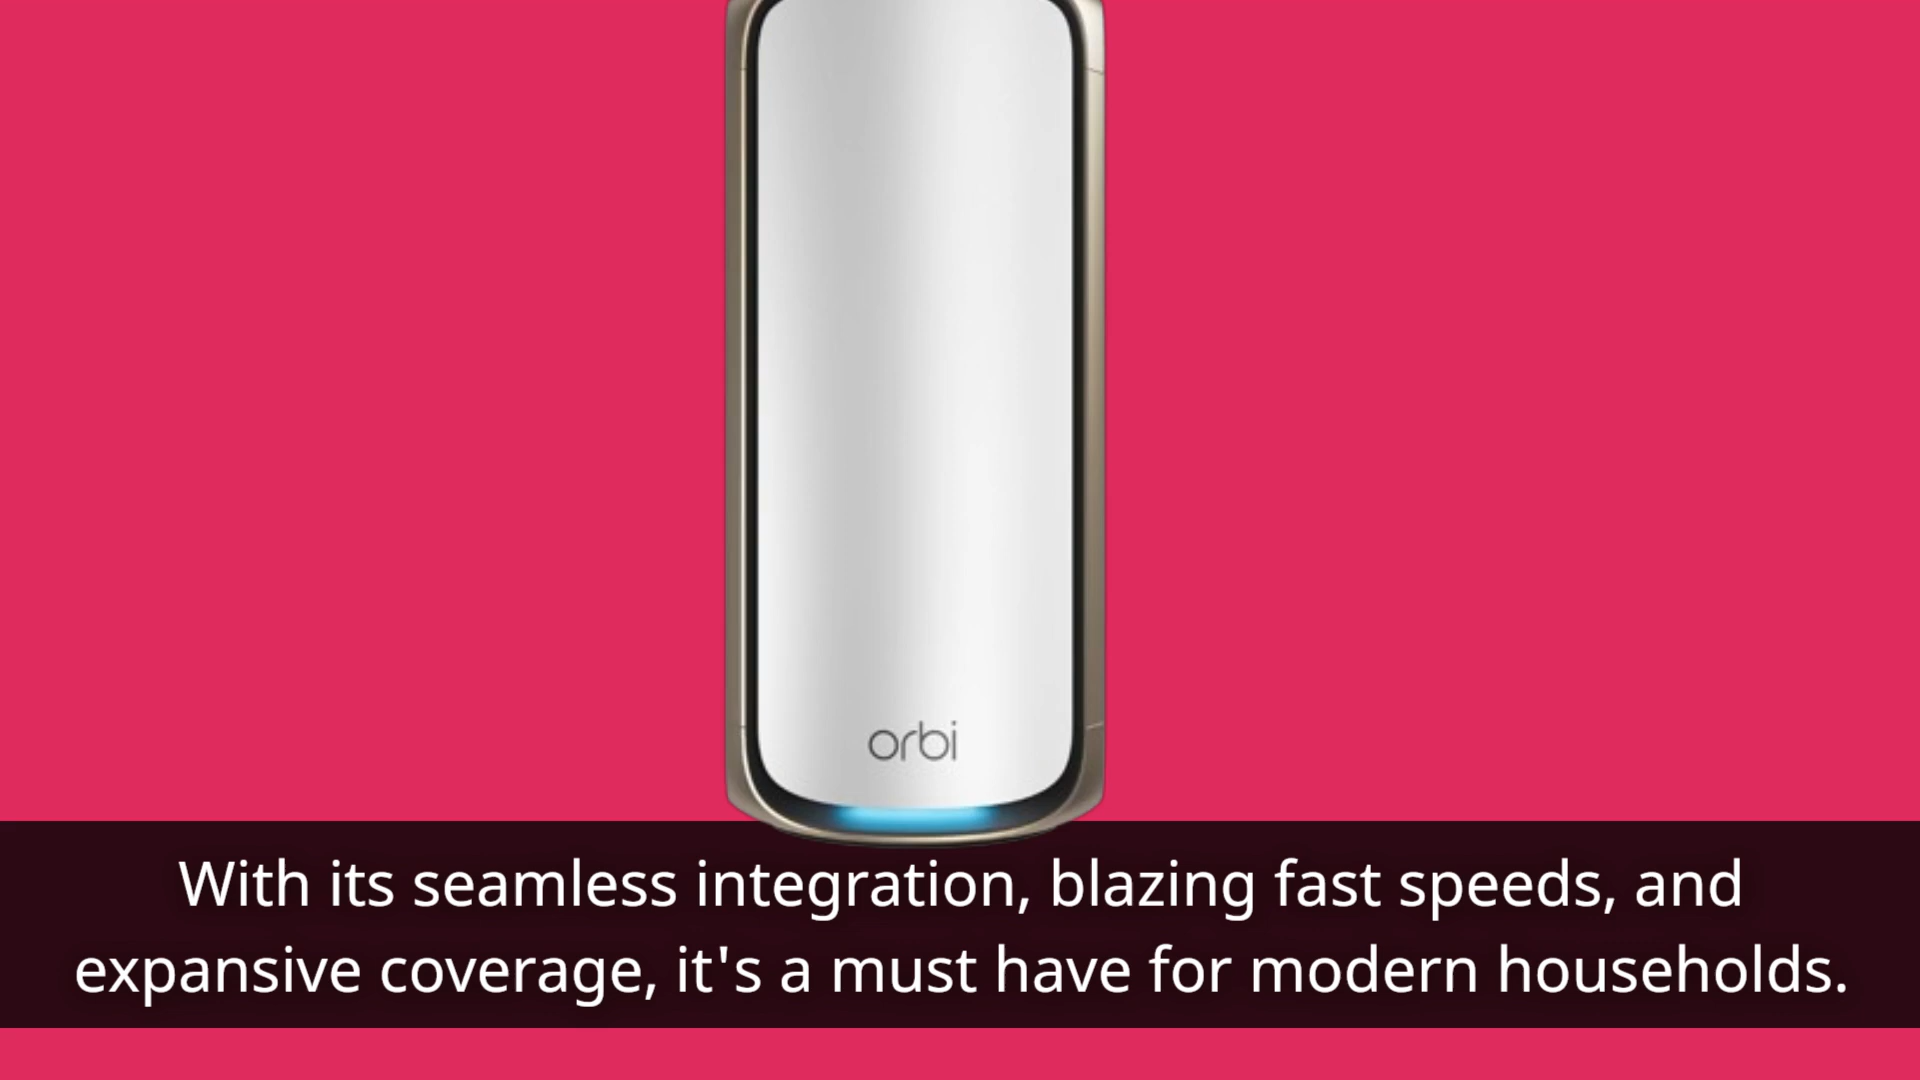 orbi
With its seamless integration, blazing fast speeds, and
expansive coverage, it's a must have for modern households.